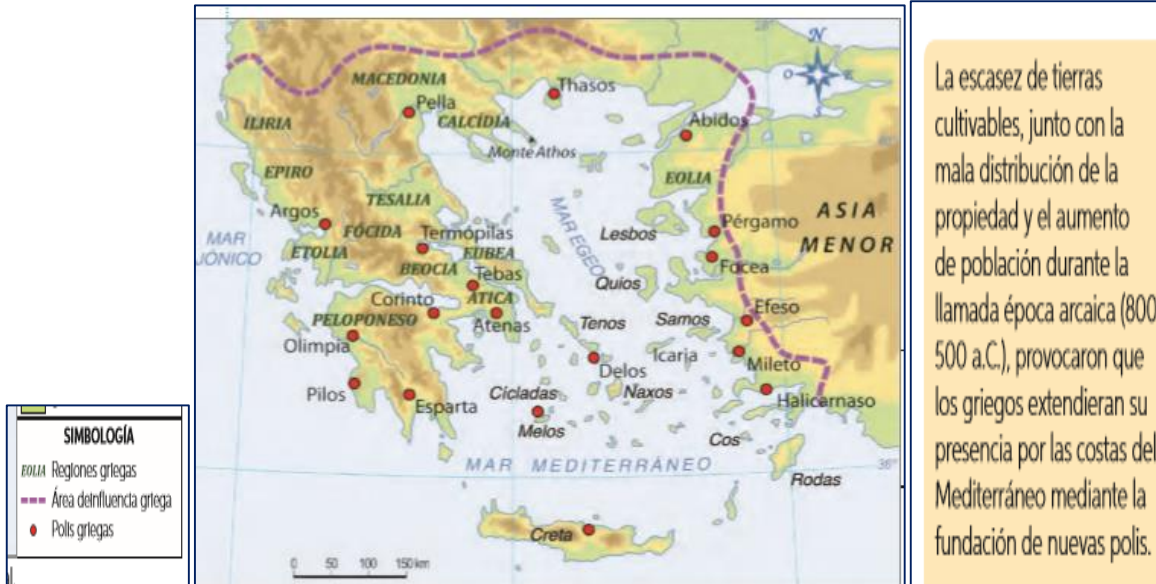 SIMBOLOGÍA
EOLIA Regiones griegas
Área deinfluencia griega
Polis griegas
N
O
E
S
MACEDONIA
Thasos
Pella
CALCÍDIA
Abidos
ILIRIA
Monte Athos
EPIRO
EOLIA
TESALIA
Argos
FÓCIDA
Termópilas
Lesbos
Pérgamo
ASIA
MENOR
MAR
JÓNICO
MAR EGEO
ETOLIA
EUBEA
BEOCIA
Focea
Tebas
Quíos
Corinto
ÁTICA
PELOPONESO
Atenas
Efeso
Tenos
Samos
Olimpia
Icaria
Delos
Mileto
Pilos
Esparta
Cícladas
Naxos
Halicarnaso
Melos
Cos
MAR MEDITERRÁNEO
36°
Rodas
Creta
0 50 100 150 km
La escasez de tierras
cultivables, junto con la
mala distribución de la
propiedad y el aumento
de población durante la
llamada época arcaica (800
500 a.C.), provocaron que
los griegos extendieran su
presencia por las costas del
Mediterráneo mediante la
fundación de nuevas polis.